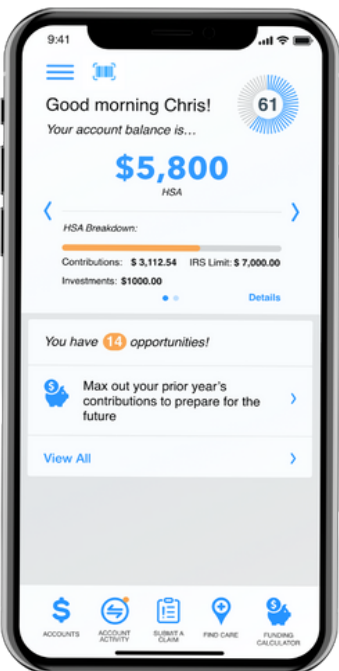 9:41
Good morning Chris!
61
Your account balance is...
$5,800
HSA
HSA Breakdown:
Contributions: $ 3,112.54 IRS Limit: $ 7,000.00
Investments: $1000.00
Details
You have 14 opportunities!
Max out your prior year's
contributions to prepare for the
future
View All
ACCOUNTS
ACCOUNT
ACTIVITY
SUBMIT A
CLAIM
FIND CARE
FUNDING
CALCULATOR